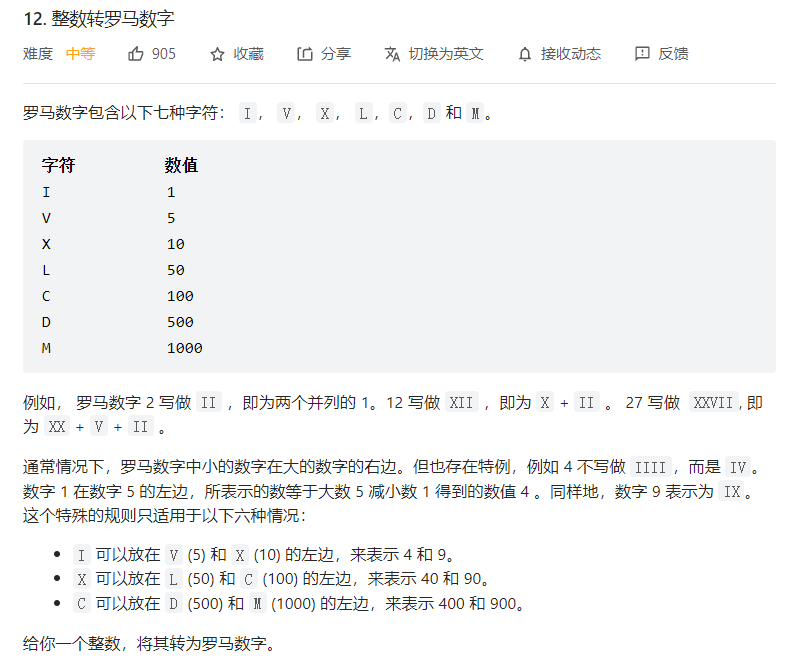 12. 整数转罗马数字
难度 中等 905 收藏 分享 切换为英文 接收动态 反馈
罗马数字包含以下七种字符： I， V， X， L，C，D 和 M。
字符 数值
I 1
V 5
X 10
L 50
C 100
D 500
M 1000
例如， 罗马数字 2 写做 II ，即为两个并列的 1。12 写做 XII ，即为 X + II 。 27 写做 XXVII, 即
为 XX + V + II 。
通常情况下，罗马数字中小的数字在大的数字的右边。但也存在特例，例如 4 不写做 IIII，而是 IV。
数字 1 在数字 5 的左边，所表示的数等于大数 5 减小数 1 得到的数值 4 。同样地，数字 9 表示为 IX。
这个特殊的规则只适用于以下六种情况：
• I 可以放在 V (5) 和 X (10) 的左边，来表示 4 和 9。
• X 可以放在 L (50) 和 C (100) 的左边，来表示 40 和 90。
• C 可以放在 D (500) 和 M (1000) 的左边，来表示 400 和 900。
给你一个整数，将其转为罗马数字。